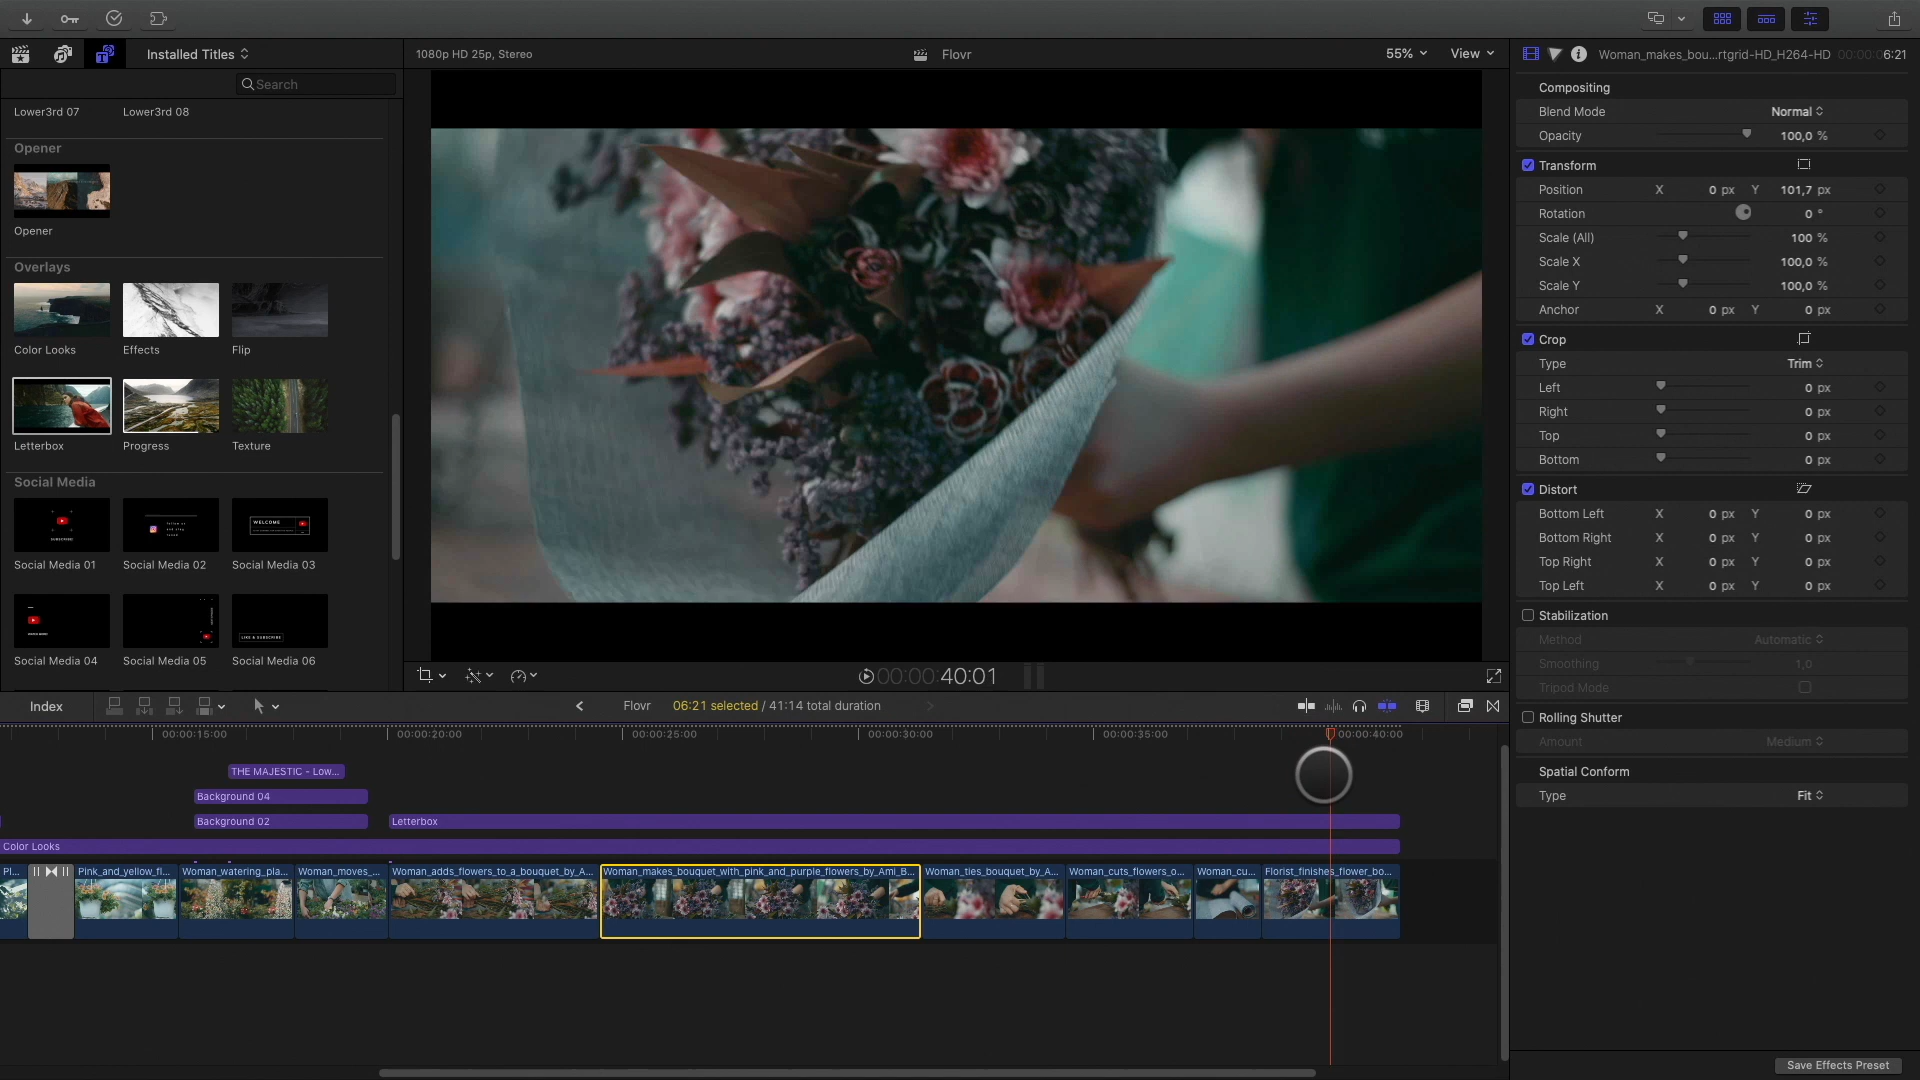 Installed Titles
1080p HD 25p, Stereo
Flovr
55%
View
Woman_makes_bou...rtgrid-HD_H264-HD
00:00:06:21
Search
Lower3rd 07
Lower3rd 08
Opener
Opener
Overlays
Color Looks
Effects
Flip
Letterbox
Progress
Texture
Social Media
SUBSCRIBE
WELCOME
Social Media 01
Social Media 02
Social Media 03
LIKE & SUBSCRIBE
Social Media 04
Social Media 05
Social Media 06
Compositing
Blend Mode Normal
Opacity 100,0 %
Transform
Position X 0 px Y 101,7 px
Rotation 0 °
Scale (All) 100 %
Scale X 100,0 %
Scale Y 100,0 %
Anchor X 0 px Y 0 px
Crop
Type Trim
Left 0 px
Right 0 px
Top 0 px
Bottom 0 px
Distort
Bottom Left X 0 px Y 0 px
Bottom Right X 0 px Y 0 px
Top Right X 0 px Y 0 px
Top Left X 0 px Y 0 px
Stabilization
Method Automatic
Smoothing 1,0
Tripod Mode
Rolling Shutter
Amount Medium
Spatial Conform
Type Fit
Save Effects Preset
00:00:40:01
Index
Flovr
06:21 selected / 41:14 total duration
00:00:15:00
00:00:20:00
00:00:25:00
00:00:30:00
00:00:35:00
00:00:40:00
THE MAJESTIC - Low...
Background 04
Background 02
Letterbox
Color Looks
Pl...
Pink_and_yellow_fl...
Woman_watering_pla...
Woman_moves_...
Woman_adds_flowers_to_a_bouquet_by_A...
Woman_makes_bouquet_with_pink_and_purple_flowers_by_Ami_B...
Woman_ties_bouquet_by_A...
Woman_cuts_flowers_o...
Woman_cu...
Florist_finishes_flower_bo...